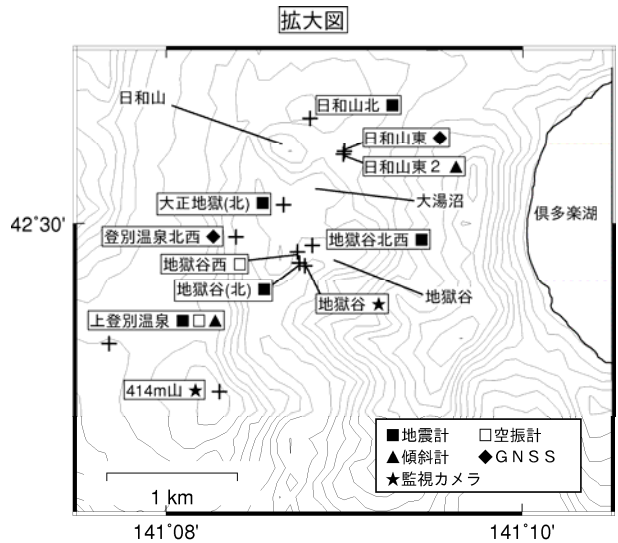 拡大図
日和山
日和山北 ■
日和山東 ◆
日和山東２ ▲
大正地獄(北) ■
大湯沼
倶多楽湖
42˚30'
登別温泉北西 ◆
地獄谷北西 ■
地獄谷西 □
地獄谷(北) ■
地獄谷 ★
地獄谷
上登別温泉 ■□▲
414m山 ★
■地震計 □空振計
▲傾斜計 ◆ＧＮＳＳ
★監視カメラ
1 km
141˚08' 141˚10'